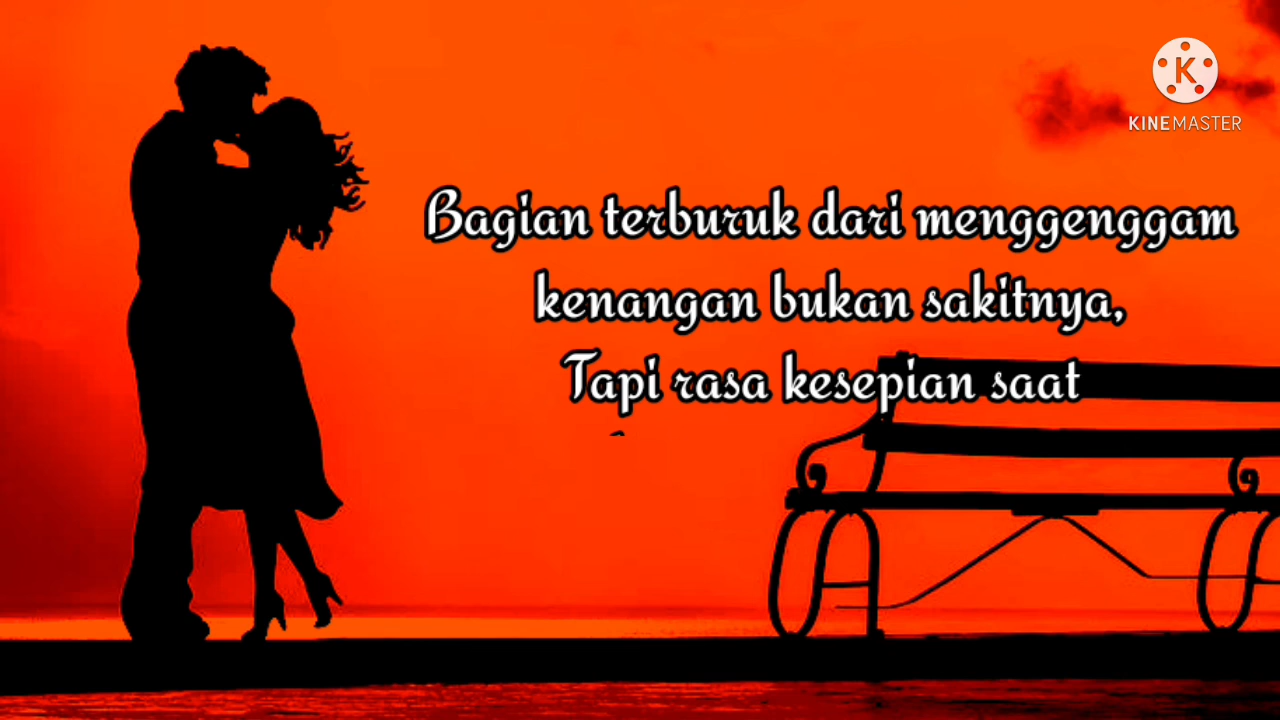 KINEMASTER
Bagian terburuk dari menggenggam
kenangan bukan sakitnya,
Tapi rasa kesepian saat